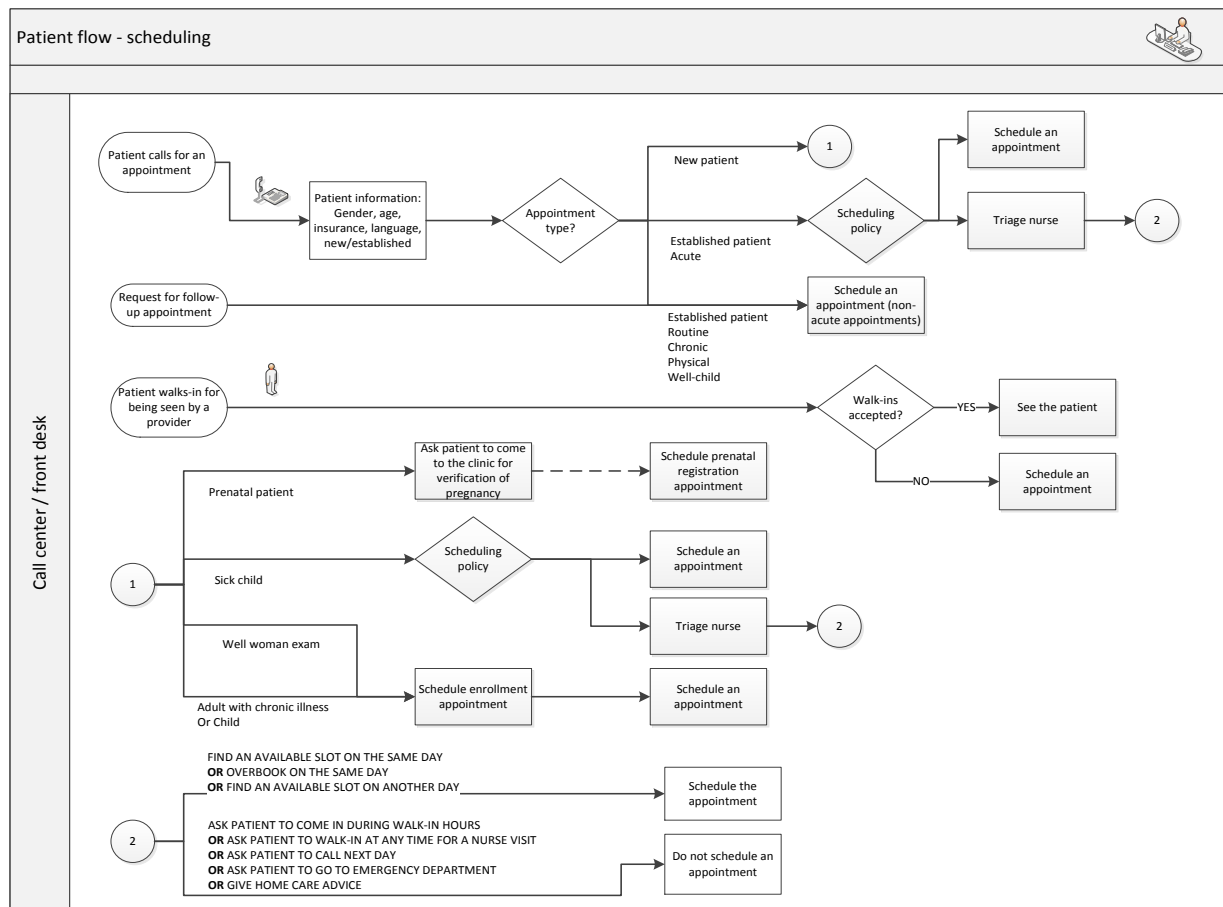 Patient flow - scheduling
Call center / front desk
Patient calls for an
appointment
Patient information:
Gender, age,
insurance, language,
new/established
Appointment
type?
New patient
1
Established patient
Acute
Scheduling
policy
Schedule an
appointment
Triage nurse
2
Request for follow-
up appointment
Established patient
Routine
Chronic
Physical
Well-child
Schedule an
appointment (non-
acute appointments)
Patient walks-in for
being seen by a
provider
Walk-ins
accepted?
YES
See the patient
NO
Schedule an
appointment
1
Prenatal patient
Ask patient to come
to the clinic for
verification of
pregnancy
Schedule prenatal
registration
appointment
Sick child
Scheduling
policy
Schedule an
appointment
Triage nurse
2
Well woman exam
Adult with chronic illness
Or Child
Schedule enrollment
appointment
Schedule an
appointment
2
FIND AN AVAILABLE SLOT ON THE SAME DAY
OR OVERBOOK ON THE SAME DAY
OR FIND AN AVAILABLE SLOT ON ANOTHER DAY
Schedule the
appointment
ASK PATIENT TO COME IN DURING WALK-IN HOURS
OR ASK PATIENT TO WALK-IN AT ANY TIME FOR A NURSE VISIT
OR ASK PATIENT TO CALL NEXT DAY
OR ASK PATIENT TO GO TO EMERGENCY DEPARTMENT
OR GIVE HOME CARE ADVICE
Do not schedule an
appointment